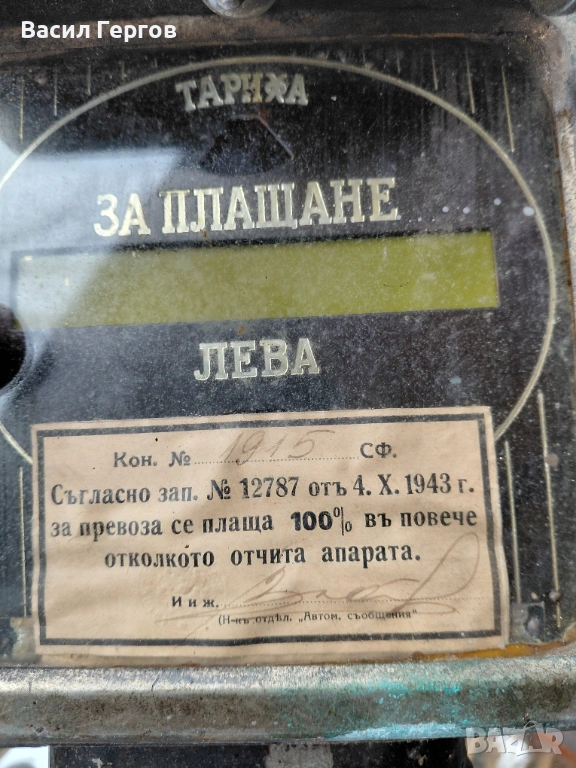 Васил Гергов
ТАРИФА
ЗА ПЛАЩАНЕ
ЛЕВА
Кон. № 1915 СФ.
Съгласно зап. № 12787 отъ 4. X. 1943 г.
за превоза се плаща 100% въ повече
отколкото отчита апарата.
Инж.
(Н-къ отдѣл. „Автом. съобщения"
BAZAR